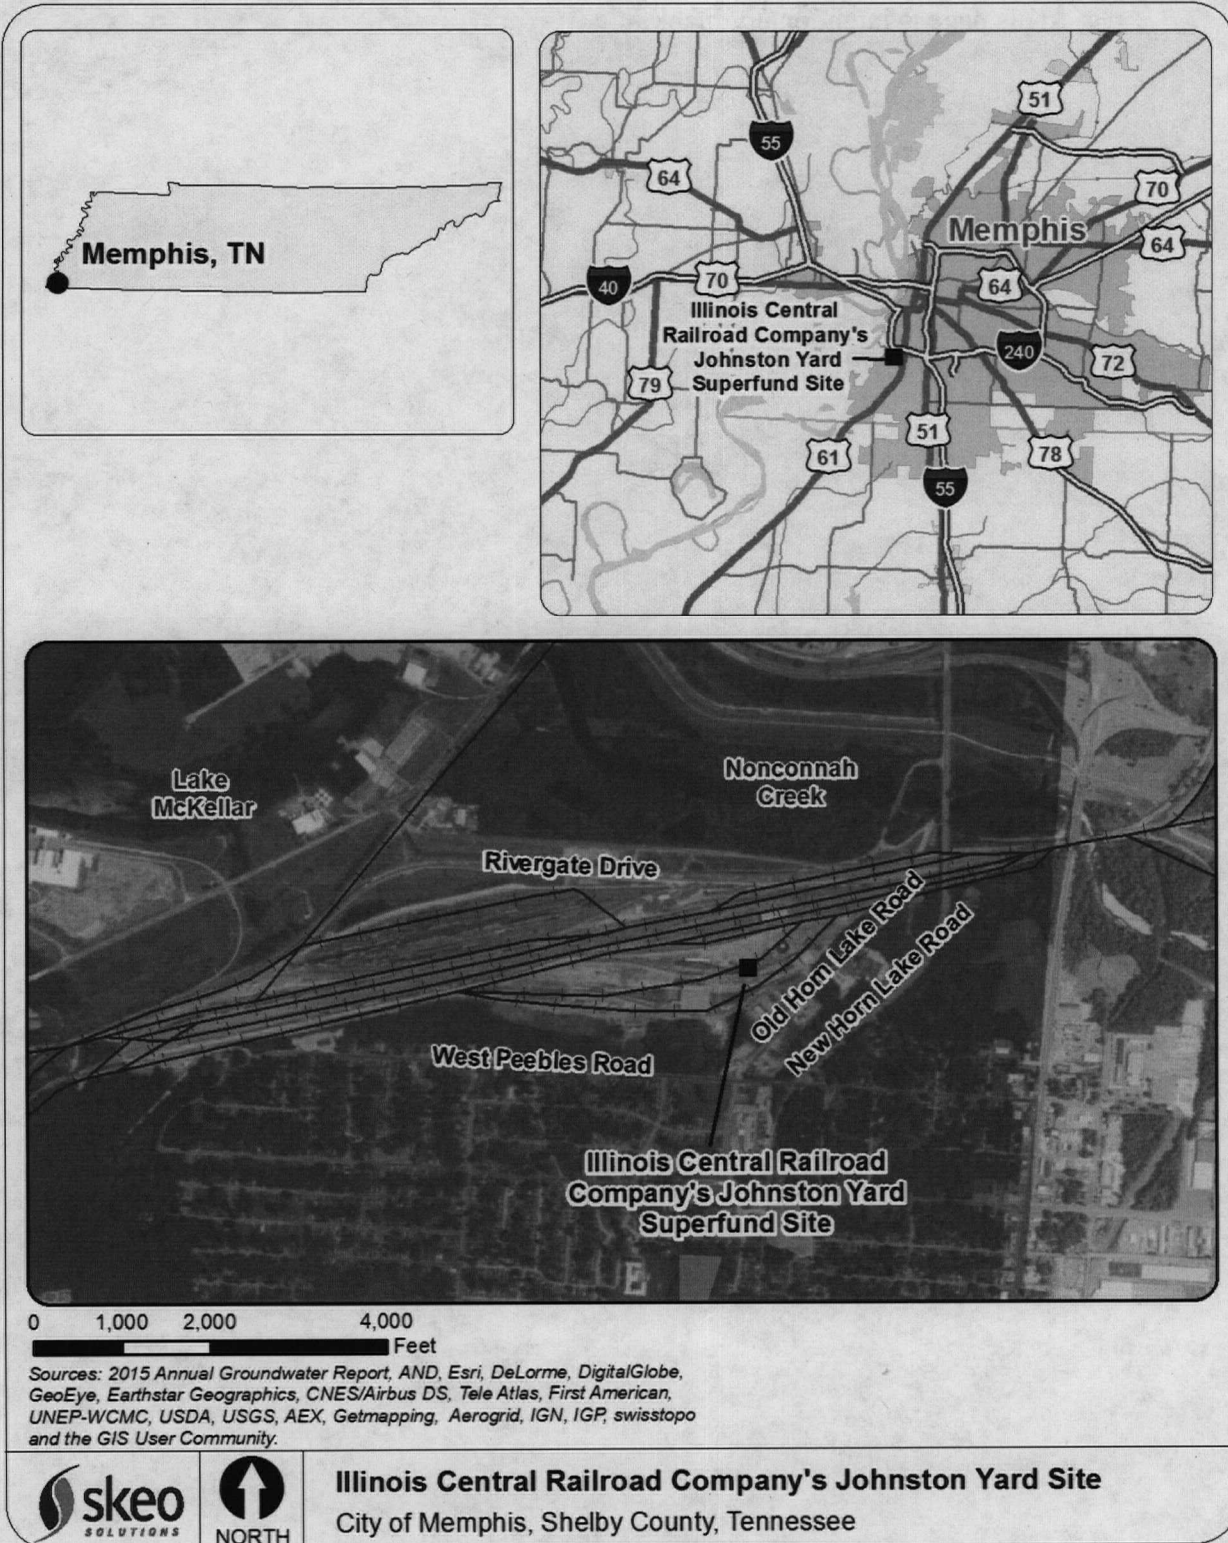 Memphis, TN
51
55
64
70
Memphis
64
40
70
64
Illinois Central
Railroad Company's
Johnston Yard
Superfund Site
240
72
79
51
61
78
55
Lake
McKellar
Nonconnah
Creek
Rivergate Drive
Old Horn Lake Road
New Horn Lake Road
West Peebles Road
Illinois Central Railroad
Company's Johnston Yard
Superfund Site
0 1,000 2,000 4,000
Feet
Sources: 2015 Annual Groundwater Report, AND, Esri, DeLorme, DigitalGlobe,
GeoEye, Earthstar Geographics, CNES/Airbus DS, Tele Atlas, First American,
UNEP-WCMC, USDA, USGS, AEX, Getmapping, Aerogrid, IGN, IGP, swisstopo
and the GIS User Community.
skeo
SOLUTIONS
NORTH
Illinois Central Railroad Company's Johnston Yard Site
City of Memphis, Shelby County, Tennessee